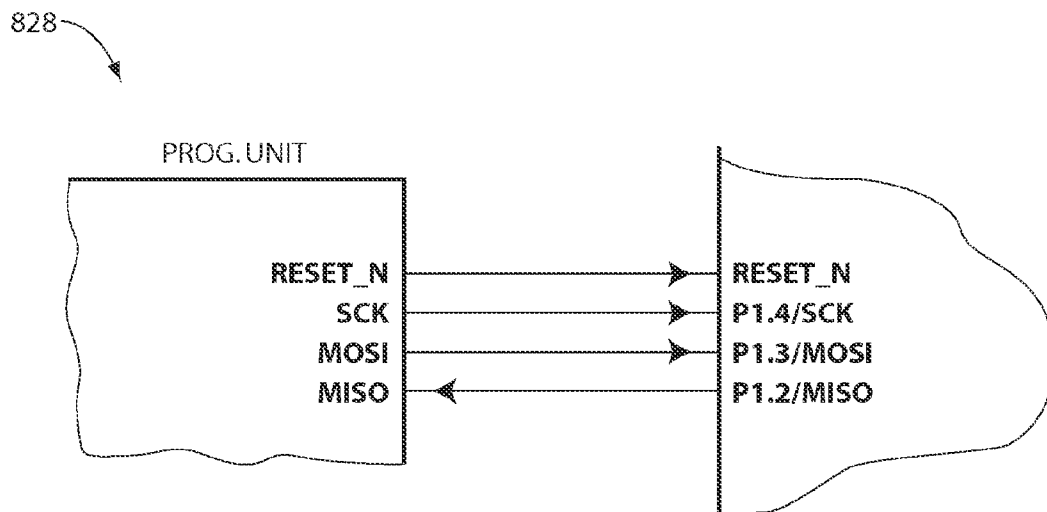 828
PROG. UNIT
RESET_N RESET_N
SCK P1.4/SCK
MOSI P1.3/MOSI
MISO P1.2/MISO